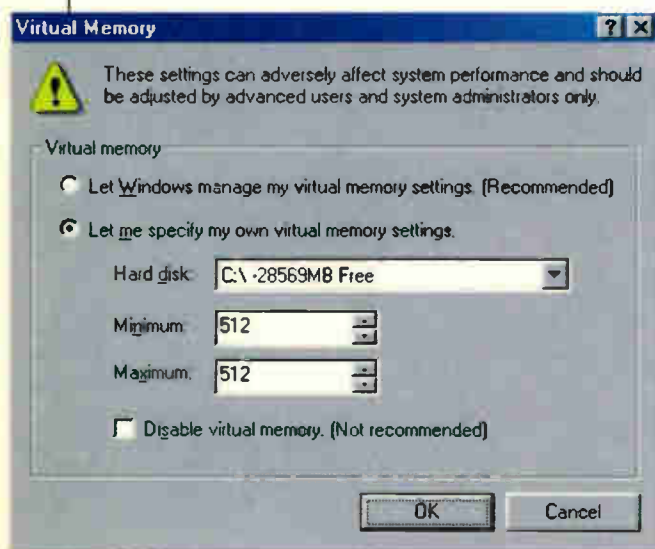 Virtual Memory
These settings can adversely affect system performance and should
be adjusted by advanced users and system administrators only.
Virtual memory
Let Windows manage my virtual memory settings. (Recommended)
Let me specify my own virtual memory settings.
Hard disk: C:\ -28569MB Free
Minimum: 512
Maximum: 512
Disable virtual memory. (Not recommended)
OK Cancel